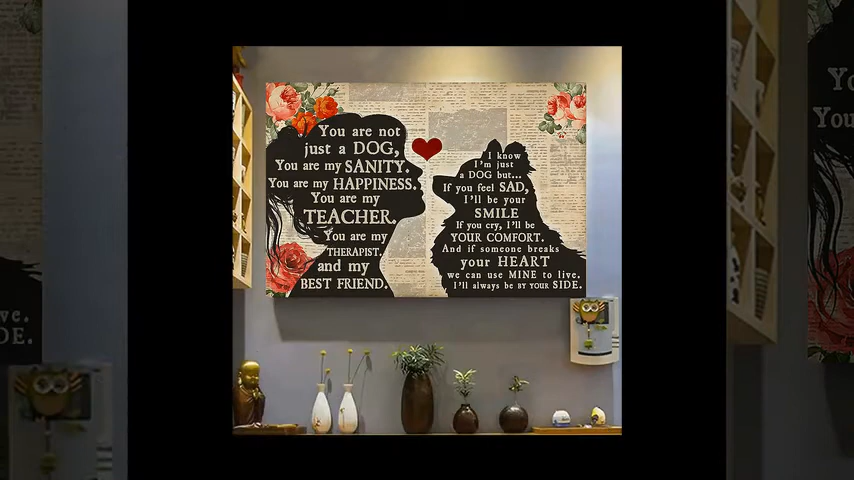 You are not
just a DOG,
You are my SANITY.
You are my HAPPINESS.
You are my
TEACHER.
You are my
THERAPIST.
and my
BEST FRIEND.
I know
I'm just
a DOG but...
If you feel SAD,
I'll be your
SMILE
If you cry, I'll be
YOUR COMFORT.
And if someone breaks
your HEART
we can use MINE to live.
I'll always be BY YOUR SIDE.